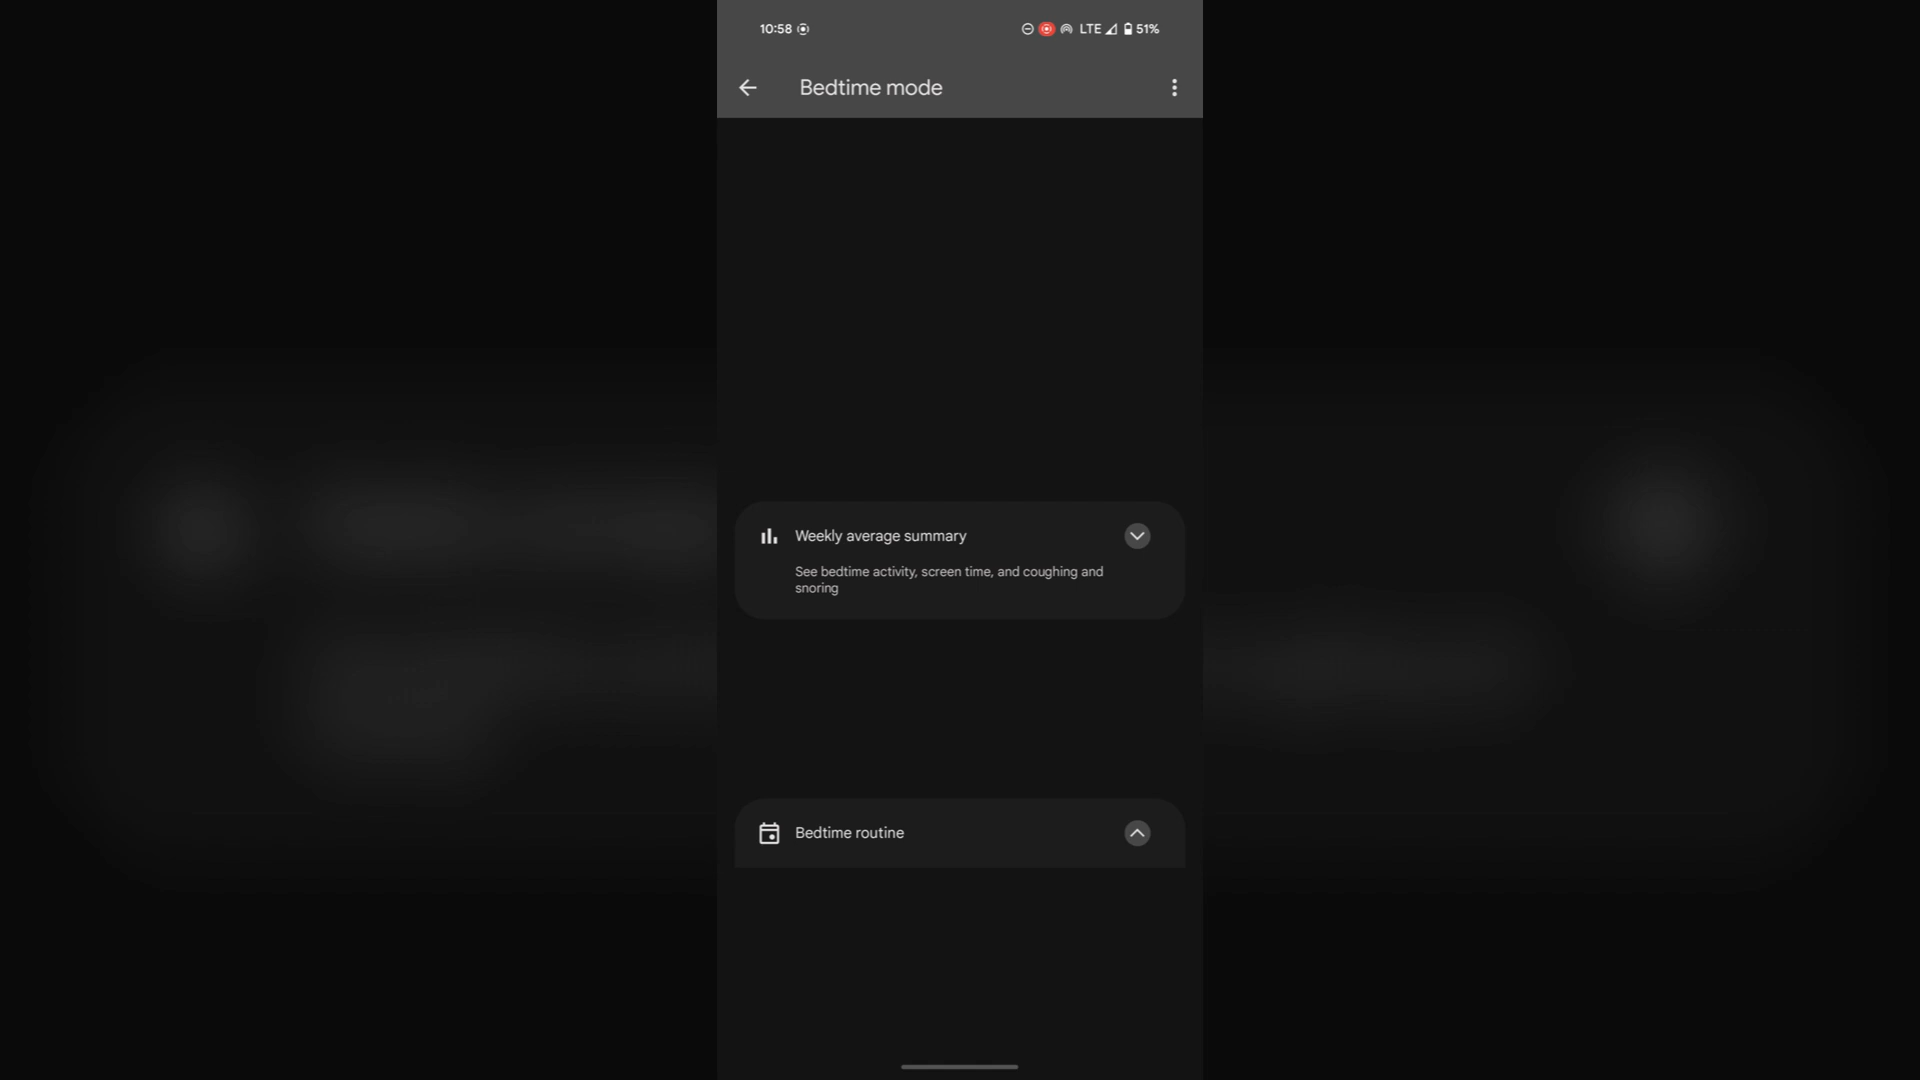 10:58 LTE 51%
Bedtime mode
Weekly average summary
See bedtime activity, screen time, and coughing and
snoring
Bedtime routine